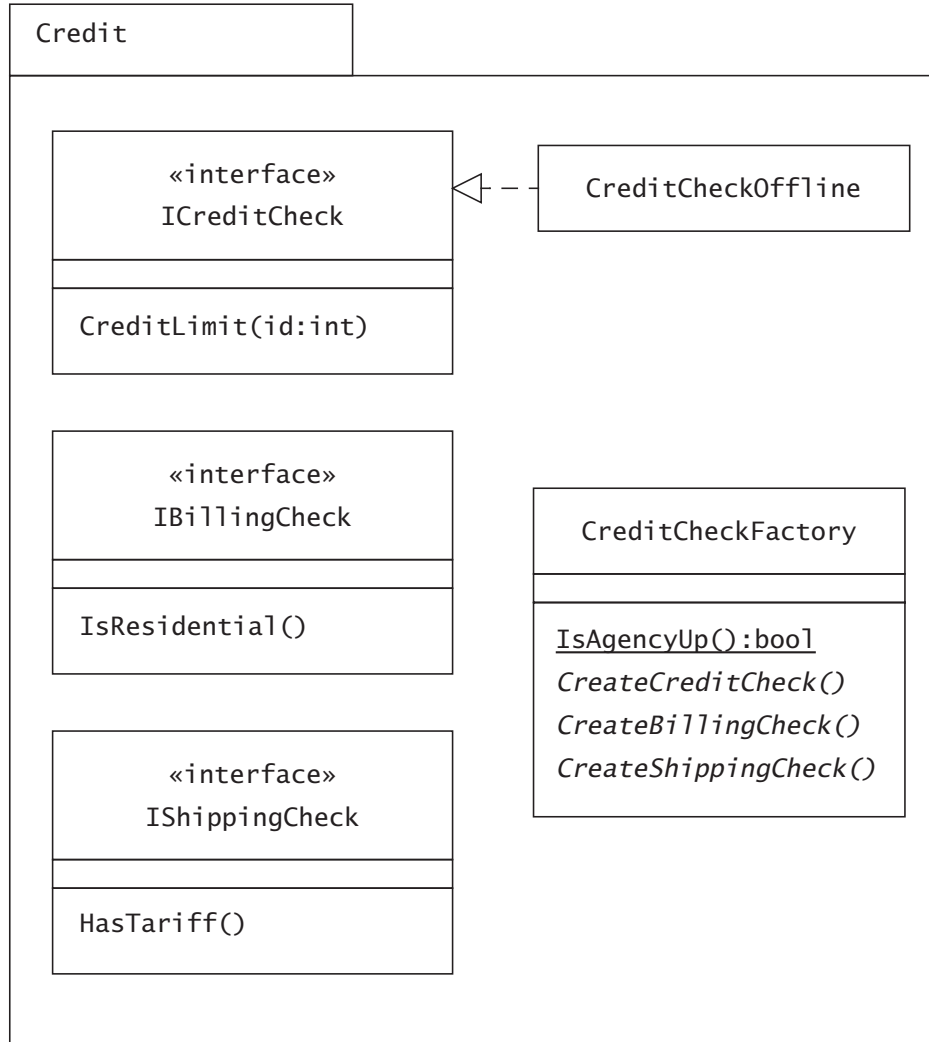 Credit
«interface»
ICreditCheck
CreditLimit(id:int)
CreditCheckOffline
«interface»
IBillingCheck
IsResidential()
CreditCheckFactory
IsAgencyUp():bool
CreateCreditCheck()
CreateBillingCheck()
CreateShippingCheck()
«interface»
IShippingCheck
HasTariff()